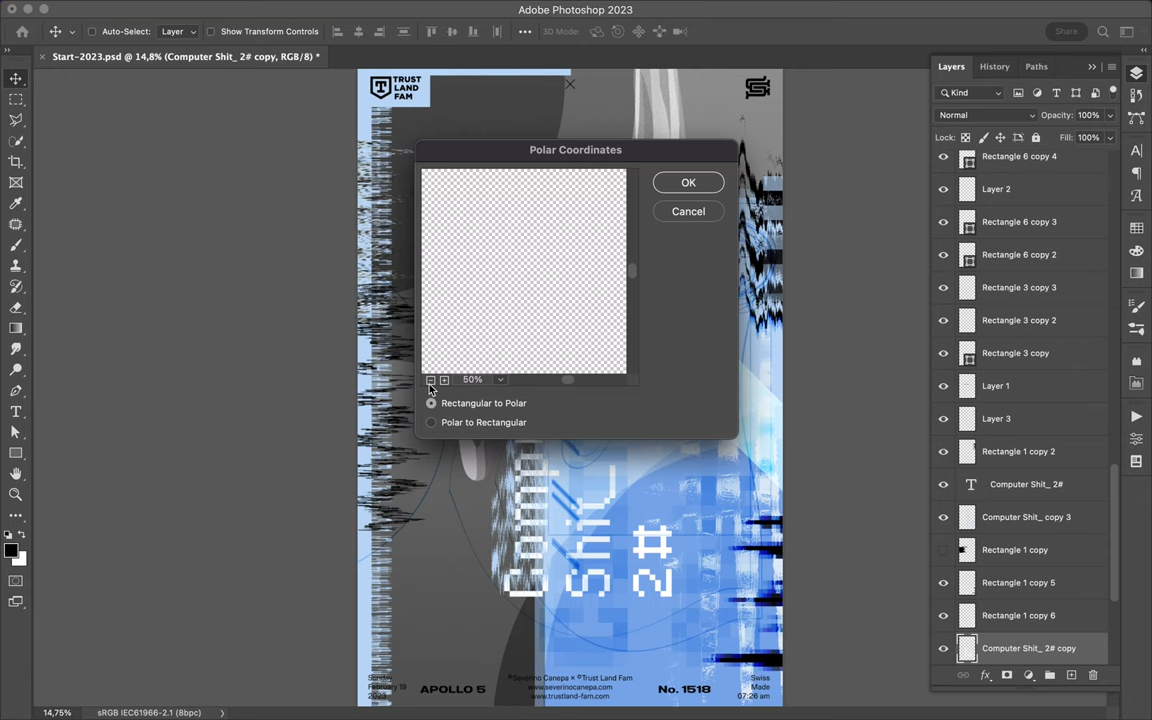 Adobe Photoshop 2023
Auto-Select: Layer Show Transform Controls 3D Mode: Share
Start-2023.psd @ 14,8% (Computer Shit_ 2# copy, RGB/8) *
Layers History Paths
Kind
Normal Opacity: 100%
Lock: Fill: 100%
Rectangle 6 copy 4
Layer 2
Rectangle 6 copy 3
Rectangle 6 copy 2
Rectangle 3 copy 3
Rectangle 3 copy 2
Rectangle 3 copy
Layer 1
Layer 3
Rectangle 1 copy 2
Computer Shit_ 2#
Computer Shit_ copy 3
Rectangle 1 copy
Rectangle 1 copy 5
Rectangle 1 copy 6
Computer Shit_ 2# copy
TRUST
LAND
FAM
Polar Coordinates
OK
Cancel
50%
Rectangular to Polar
Polar to Rectangular
Shit_
2#
Sunday
February 19
2023
APOLLO 5
©Severino Canepa × ©Trust Land Fam
www.severinocanepa.com
www.trustland-fam.com
No. 1518
Swiss
Made
07:26 am
14,75% sRGB IEC61966-2.1 (8bpc)